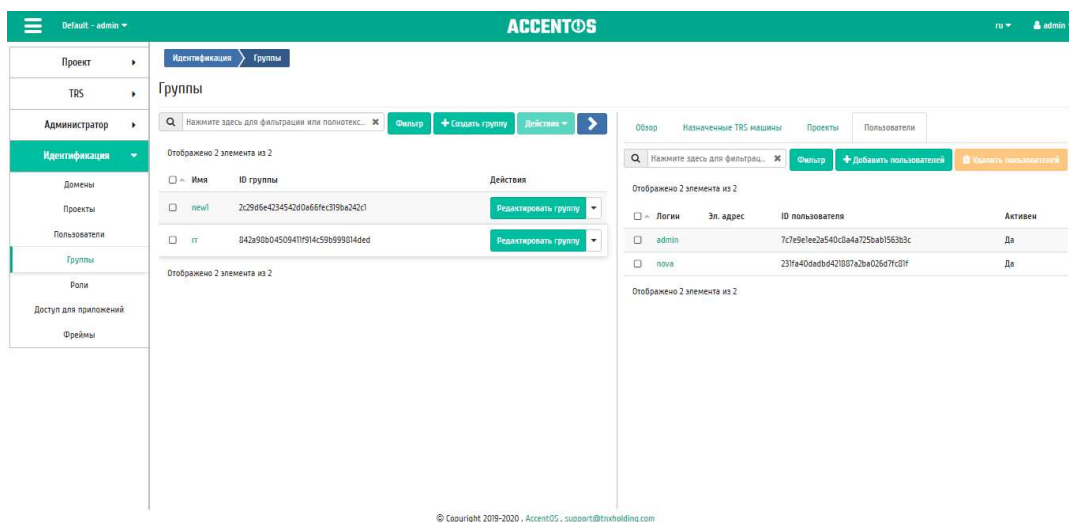 Default - admin
ACCENTOS
ru
admin
Проект
TRS
Администратор
Идентификация
Домены
Проекты
Пользователи
Группы
Роли
Доступ для приложений
Фреймы
Идентификация
Группы
Группы
Нажмите здесь для фильтрации или полнотекс...
Фильтр
Создать группу
Действия
Отображено 2 элемента из 2
Имя ID группы Действия
new1 2c29d6e4234542d0a66fec319ba242c1 Редактировать группу
rr 842a98b04509411f914c59b999814ded Редактировать группу
Отображено 2 элемента из 2
Обзор Назначенные TRS машины Проекты Пользователи
Нажмите здесь для фильтрац...
Фильтр
Добавить пользователей
Удалить пользователей
Отображено 2 элемента из 2
Логин Эл. адрес ID пользователя Активен
admin 7c7e9e1ee2a540c8a4a725bab1563b3c Да
nova 231fa40dadbd421887a2ba026d7fc81f Да
Отображено 2 элемента из 2
© Copyright 2019-2020 , AccentOS , support@tnxholding.com